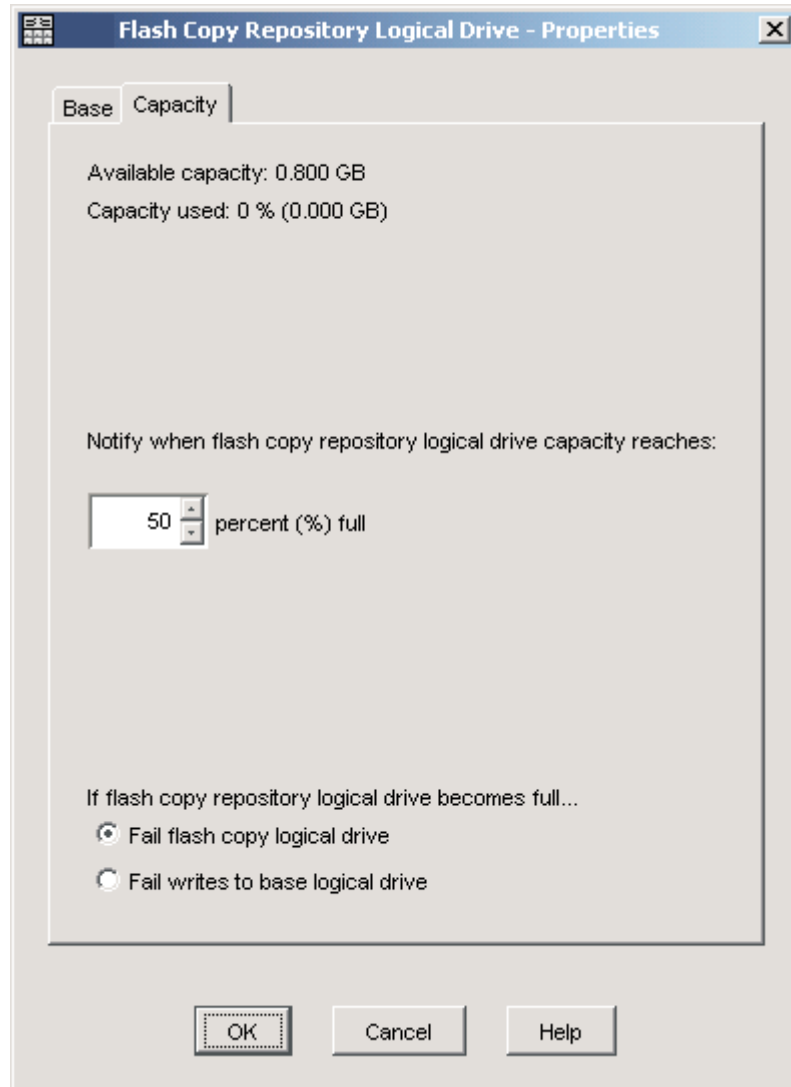 Flash Copy Repository Logical Drive - Properties
Base Capacity
Available capacity: 0.800 GB
Capacity used: 0 % (0.000 GB)
Notify when flash copy repository logical drive capacity reaches:
50 percent (%) full
If flash copy repository logical drive becomes full...
Fail flash copy logical drive
Fail writes to base logical drive
OK Cancel Help